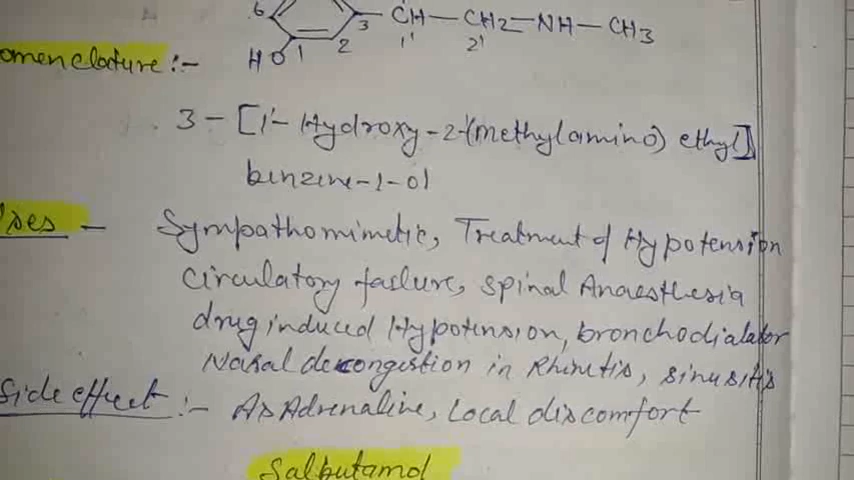 6 3 CH — CH2 — NH — CH3
HO 1 2 1' 2'
omenclature :-
3 - [1'- Hydroxy-2'-(methylamino) ethyl]
benzene-1-ol
ses -
Sympathomimetic, Treatment of Hypotension
Circulatory failure, Spinal Anaesthesia
drug induced Hypotension, bronchodialator
Nasal decongestion in Rhinitis, sinusitis
Side effect :- As Adrenaline, Local discomfort
Salbutamol